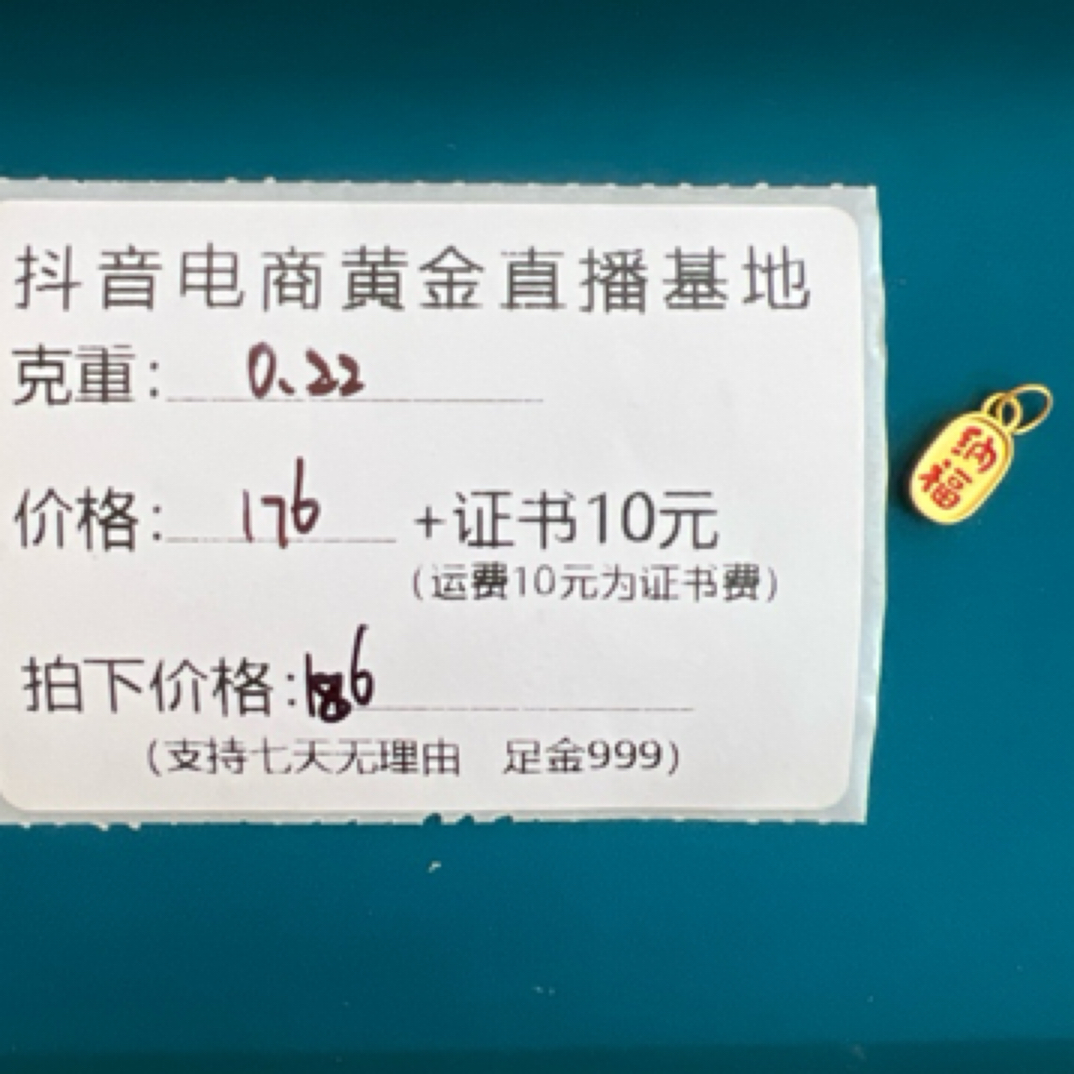 抖音电商黄金直播基地
克重：0.22
价格：176 +证书10元
（运费10元为证书费）
拍下价格：186
（支持七天无理由 足金999）
纳福